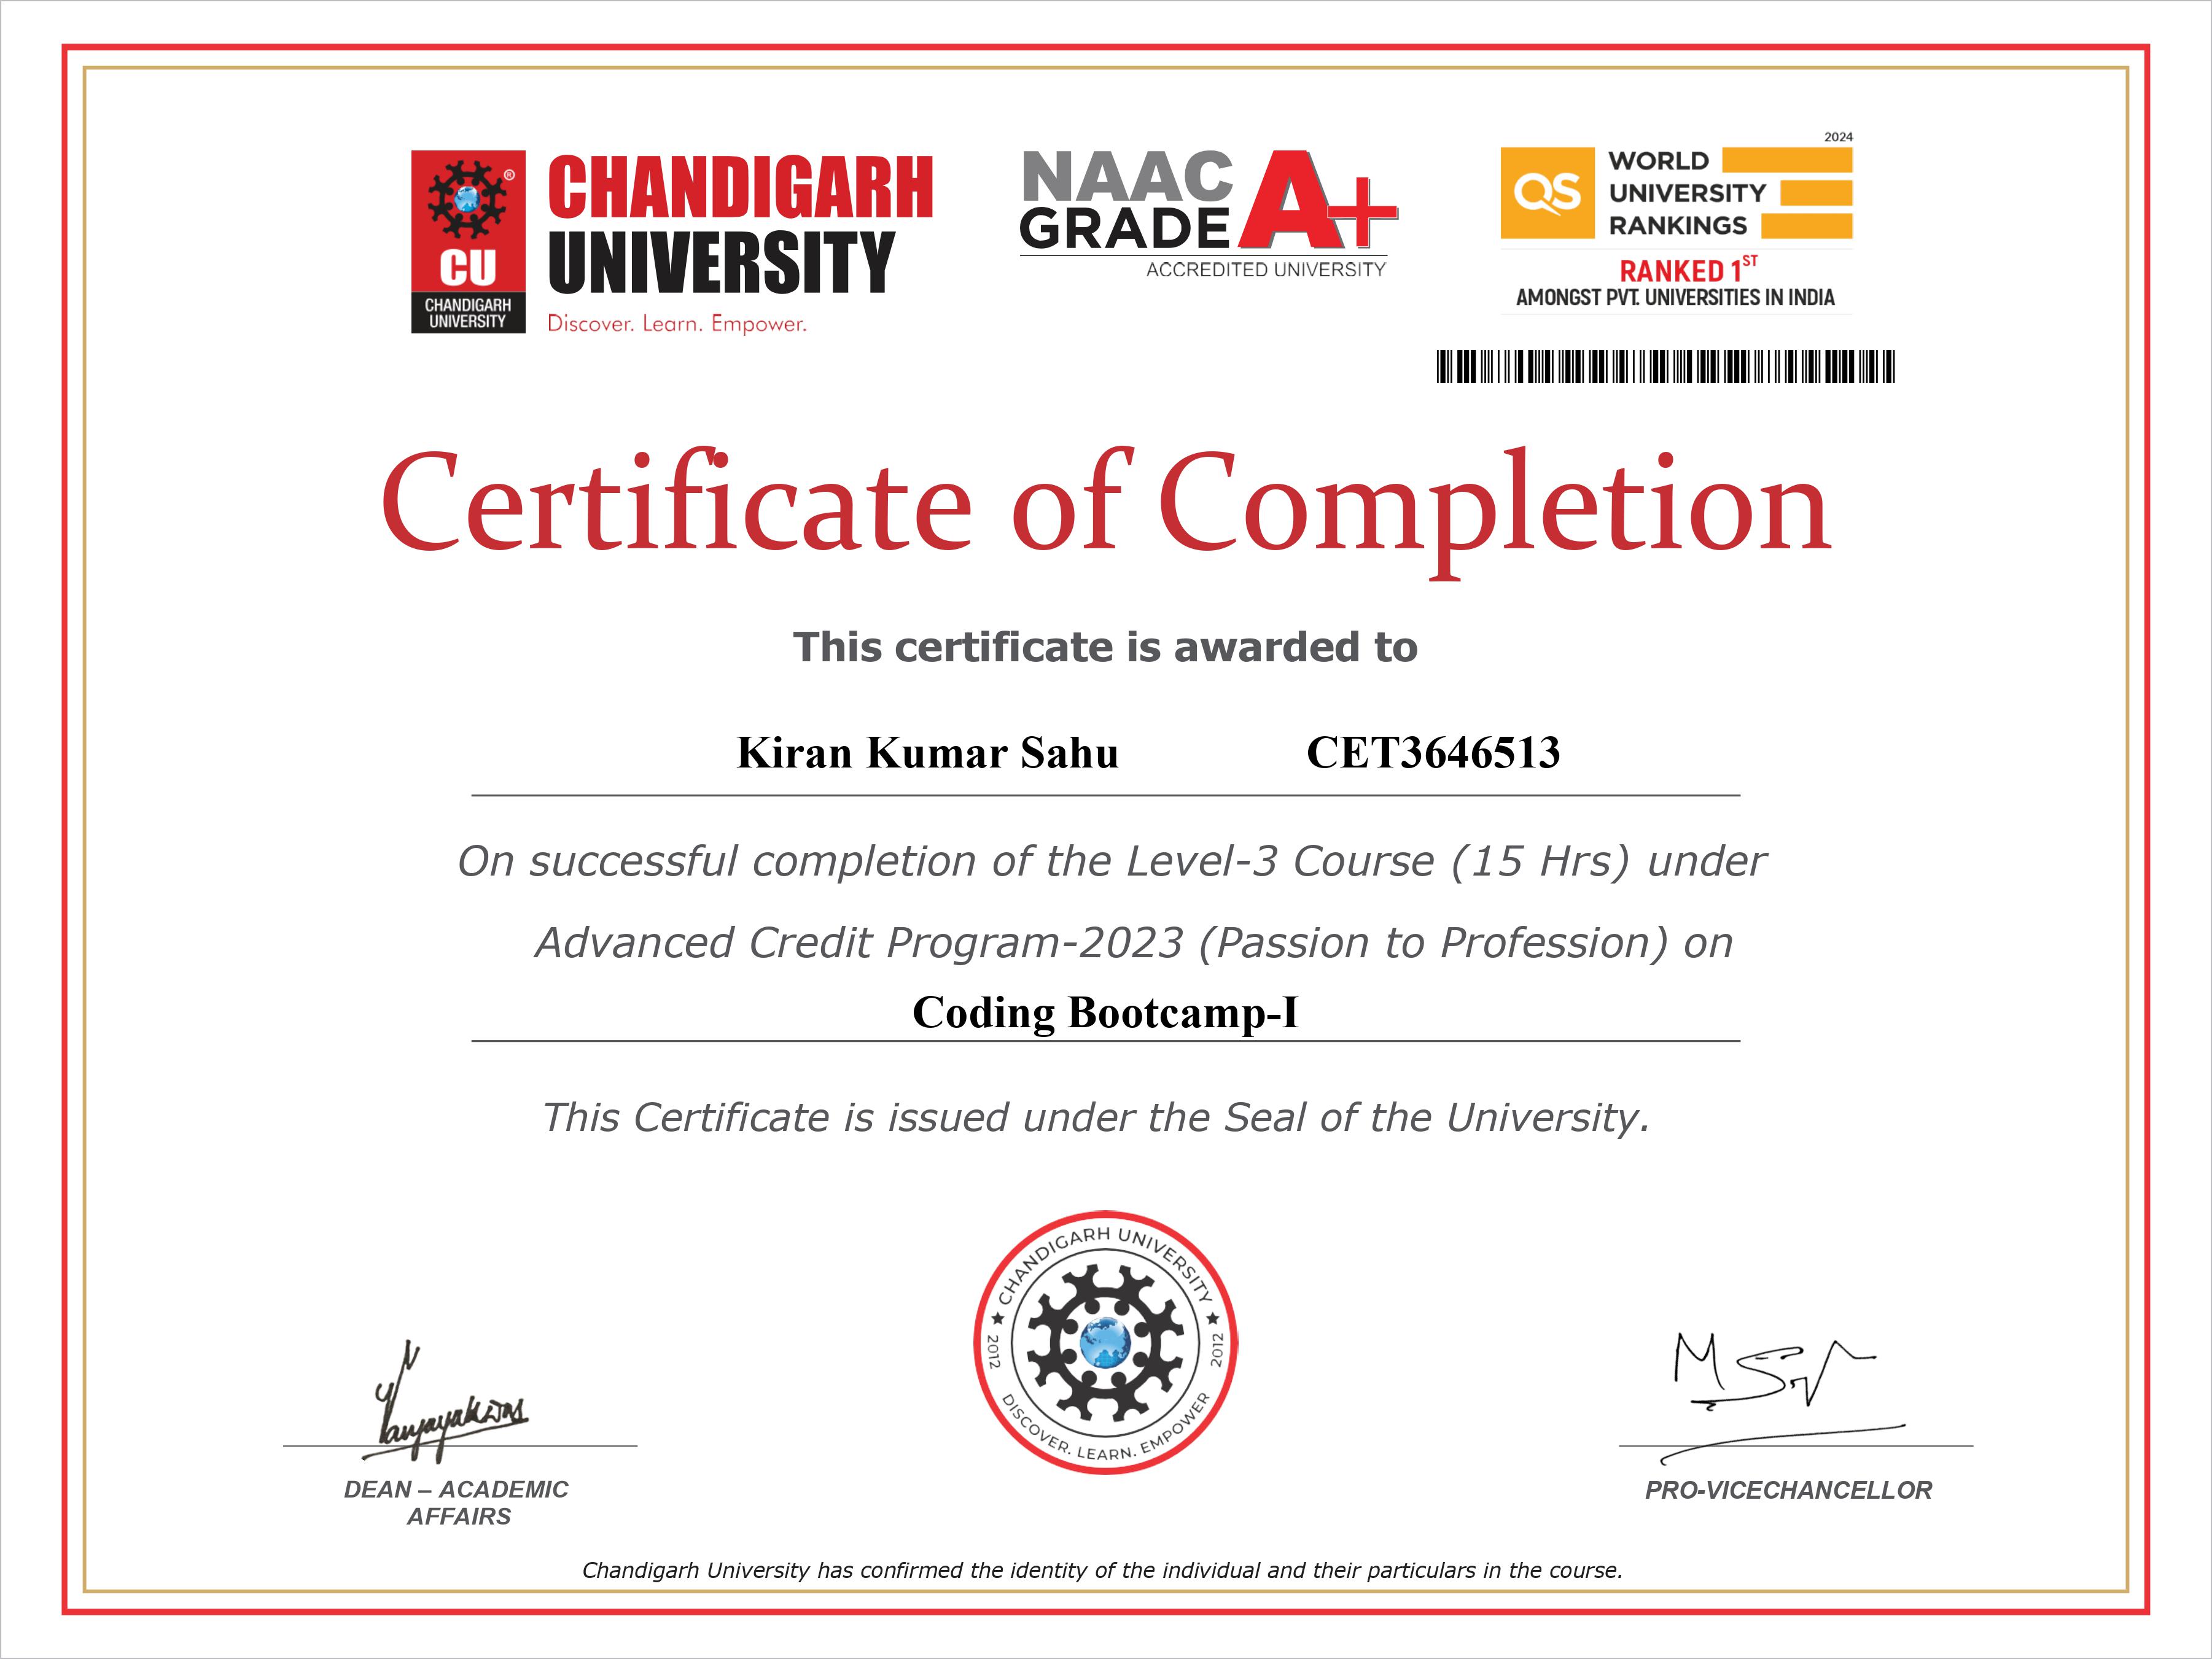 CU
CHANDIGARH
UNIVERSITY
®
CHANDIGARH
UNIVERSITY
Discover. Learn. Empower.
NAAC
GRADE A+
ACCREDITED UNIVERSITY
2024
QS
WORLD
UNIVERSITY
RANKINGS
RANKED 1ST
AMONGST PVT. UNIVERSITIES IN INDIA
Certificate of Completion
This certificate is awarded to
Kiran Kumar Sahu CET3646513
On successful completion of the Level-3 Course (15 Hrs) under
Advanced Credit Program-2023 (Passion to Profession) on
Coding Bootcamp-I
This Certificate is issued under the Seal of the University.
★ CHANDIGARH UNIVERSITY ★
2012 2012
DISCOVER. LEARN. EMPOWER
DEAN – ACADEMIC
AFFAIRS
PRO-VICECHANCELLOR
Chandigarh University has confirmed the identity of the individual and their particulars in the course.